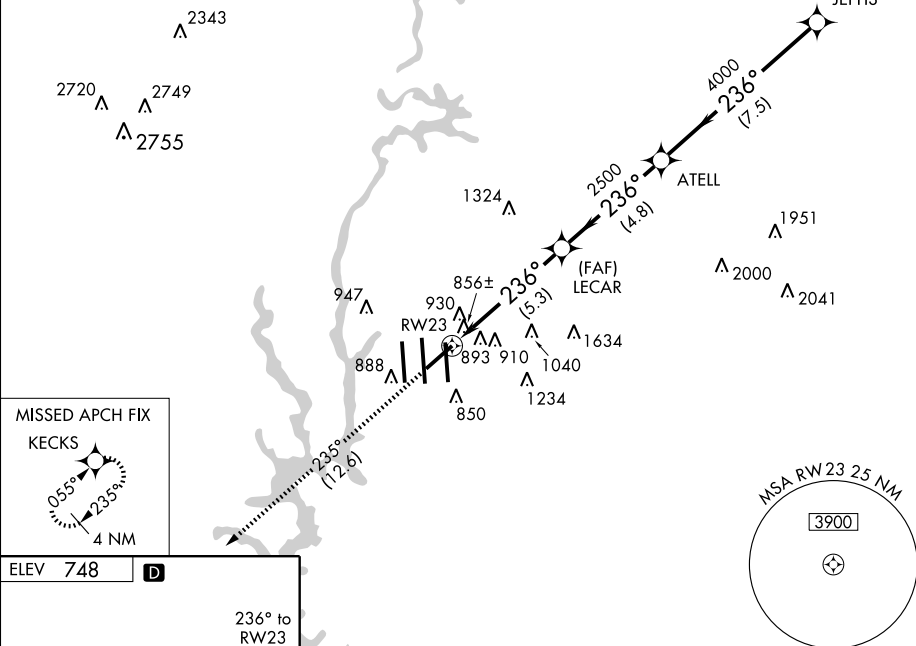 2343
2720
2749
2755
4000
236°
(7.5)
2500
236°
(4.8)
ATELL
1324
1951
2000
2041
(FAF)
LECAR
236°
(5.3)
856±
947
930
RW23
893
910
1040
1634
888
850
1234
235°
(12.6)
MISSED APCH FIX
KECKS
055°
235°
4 NM
MSA RW23 25 NM
3900
ELEV 748 D
236° to
RW23